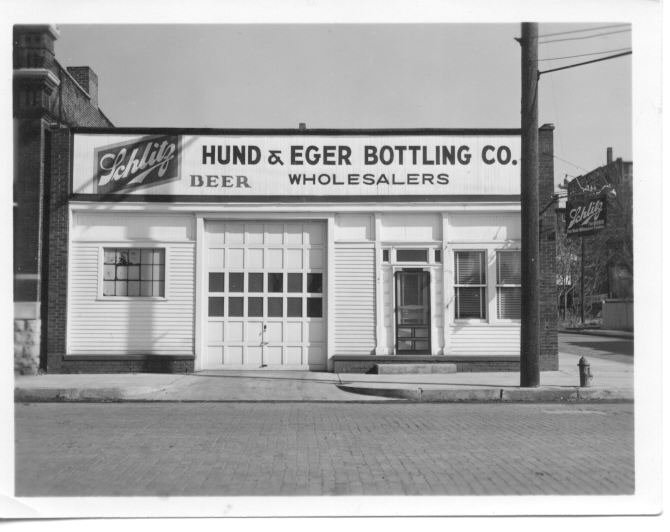 Schlitz
BEER
HUND & EGER BOTTLING CO.
WHOLESALERS
Schlitz